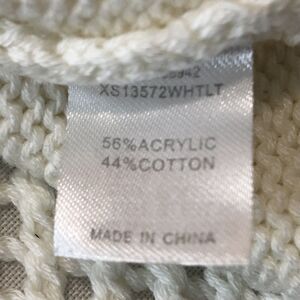 XS13572WHTLT
56%ACRYLIC
44%COTTON
MADE IN CHINA